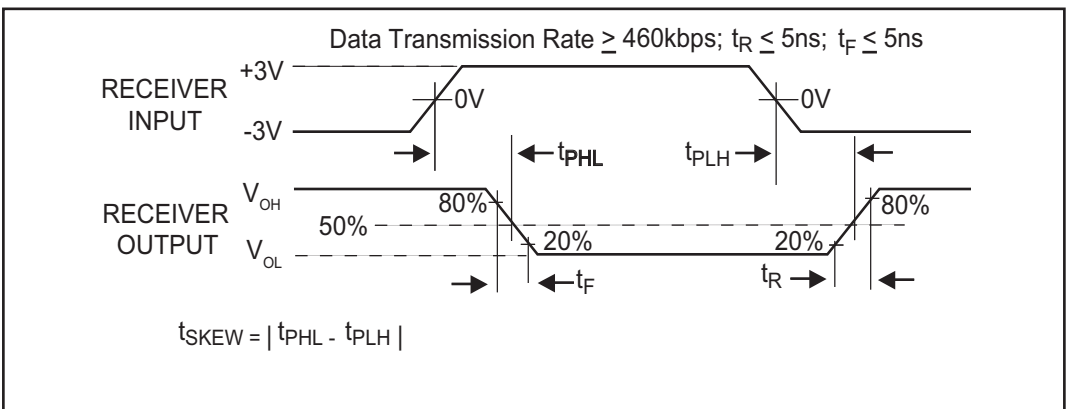 Data Transmission Rate ≥ 460kbps; tR ≤ 5ns; tF ≤ 5ns
+3V
RECEIVER
INPUT
0V
0V
-3V
tPHL
tPLH
VOH
RECEIVER
OUTPUT
80%
80%
50%
20%
20%
VOL
tF
tR
tSKEW = | tPHL - tPLH |